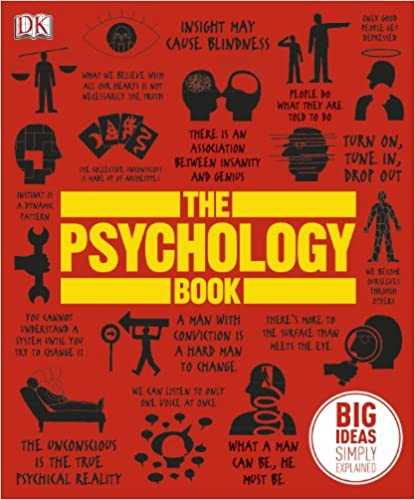 DK
INSIGHT MAY
CAUSE BLINDNESS
ONLY GOOD
PEOPLE GET
DEPRESSED
WHAT WE BELIEVE WITH
ALL OUR HEARTS IS NOT
NECESSARILY THE TRUTH
PEOPLE DO
WHAT THEY ARE
TOLD TO DO
THERE IS AN
ASSOCIATION
BETWEEN INSANITY
AND GENIUS
TURN ON,
TUNE IN,
DROP OUT
THE COLLECTIVE UNCONSCIOUS
IS MADE UP OF ARCHETYPES
INSTINCT IS
A DYNAMIC
PATTERN
THE
PSYCHOLOGY
BOOK
WE BECOME
OURSELVES
THROUGH
OTHERS
YOU CANNOT
UNDERSTAND A
SYSTEM UNTIL YOU
TRY TO CHANGE IT
A MAN WITH
CONVICTION IS
A HARD MAN
TO CHANGE
THERE'S MORE TO
THE SURFACE THAN
MEETS THE EYE
WE CAN LISTEN TO ONLY
ONE VOICE AT ONCE
THE UNCONSCIOUS
IS THE TRUE
PSYCHICAL REALITY
WHAT A MAN
CAN BE, HE
MUST BE
BIG
IDEAS
SIMPLY
EXPLAINED